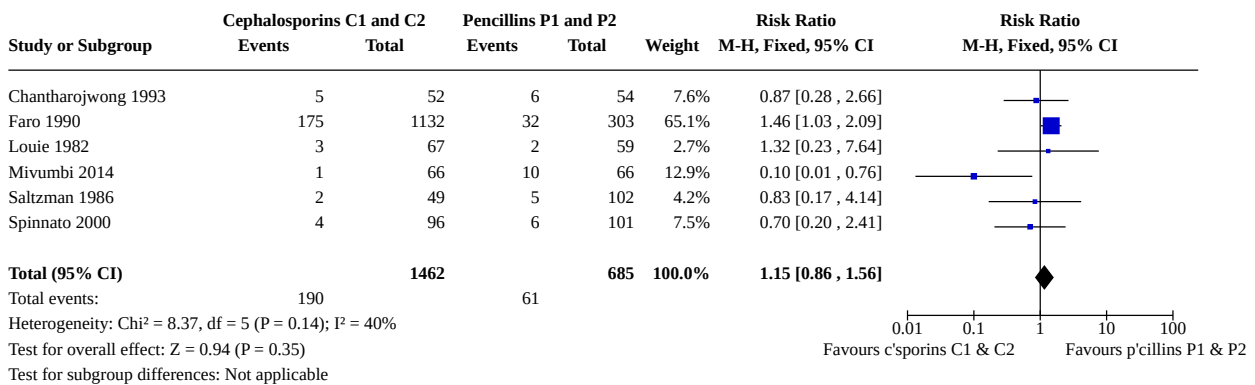 Cephalosporins C1 and C2 Pencillins P1 and P2 Risk Ratio Risk Ratio
Study or Subgroup Events Total Events Total Weight M-H, Fixed, 95% CI M-H, Fixed, 95% CI
Chantharojwong 1993 5 52 6 54 7.6% 0.87 [0.28 , 2.66]
Faro 1990 175 1132 32 303 65.1% 1.46 [1.03 , 2.09]
Louie 1982 3 67 2 59 2.7% 1.32 [0.23 , 7.64]
Mivumbi 2014 1 66 10 66 12.9% 0.10 [0.01 , 0.76]
Saltzman 1986 2 49 5 102 4.2% 0.83 [0.17 , 4.14]
Spinnato 2000 4 96 6 101 7.5% 0.70 [0.20 , 2.41]
Total (95% CI) 1462 685 100.0% 1.15 [0.86 , 1.56]
Total events: 190 61
Heterogeneity: Chi² = 8.37, df = 5 (P = 0.14); I² = 40%
0.01 0.1 1 10 100
Test for overall effect: Z = 0.94 (P = 0.35) Favours c'sporins C1 & C2 Favours p'cillins P1 & P2
Test for subgroup differences: Not applicable